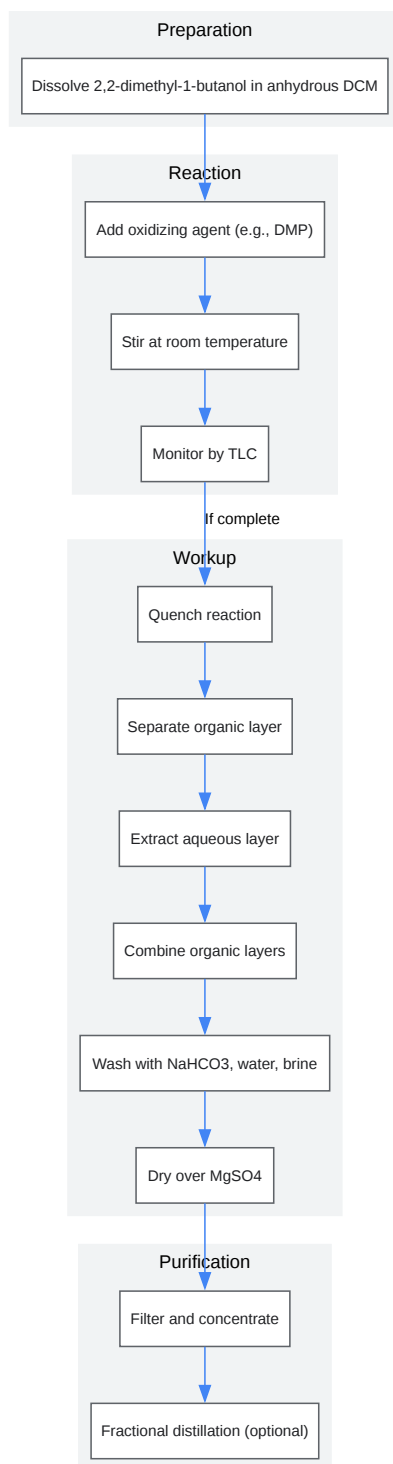 Preparation
Dissolve 2,2-dimethyl-1-butanol in anhydrous DCM
Reaction
Add oxidizing agent (e.g., DMP)
Stir at room temperature
Monitor by TLC
If complete
Workup
Quench reaction
Separate organic layer
Extract aqueous layer
Combine organic layers
Wash with NaHCO3, water, brine
Dry over MgSO4
Purification
Filter and concentrate
Fractional distillation (optional)